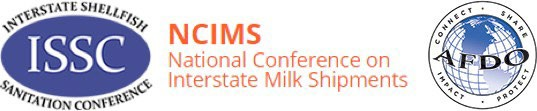 INTERSTATE SHELLFISH
ISSC
SANITATION CONFERENCE
NCIMS
National Conference on
Interstate Milk Shipments
CONNECT · SHARE
AFDO
IMPACT · PROTECT